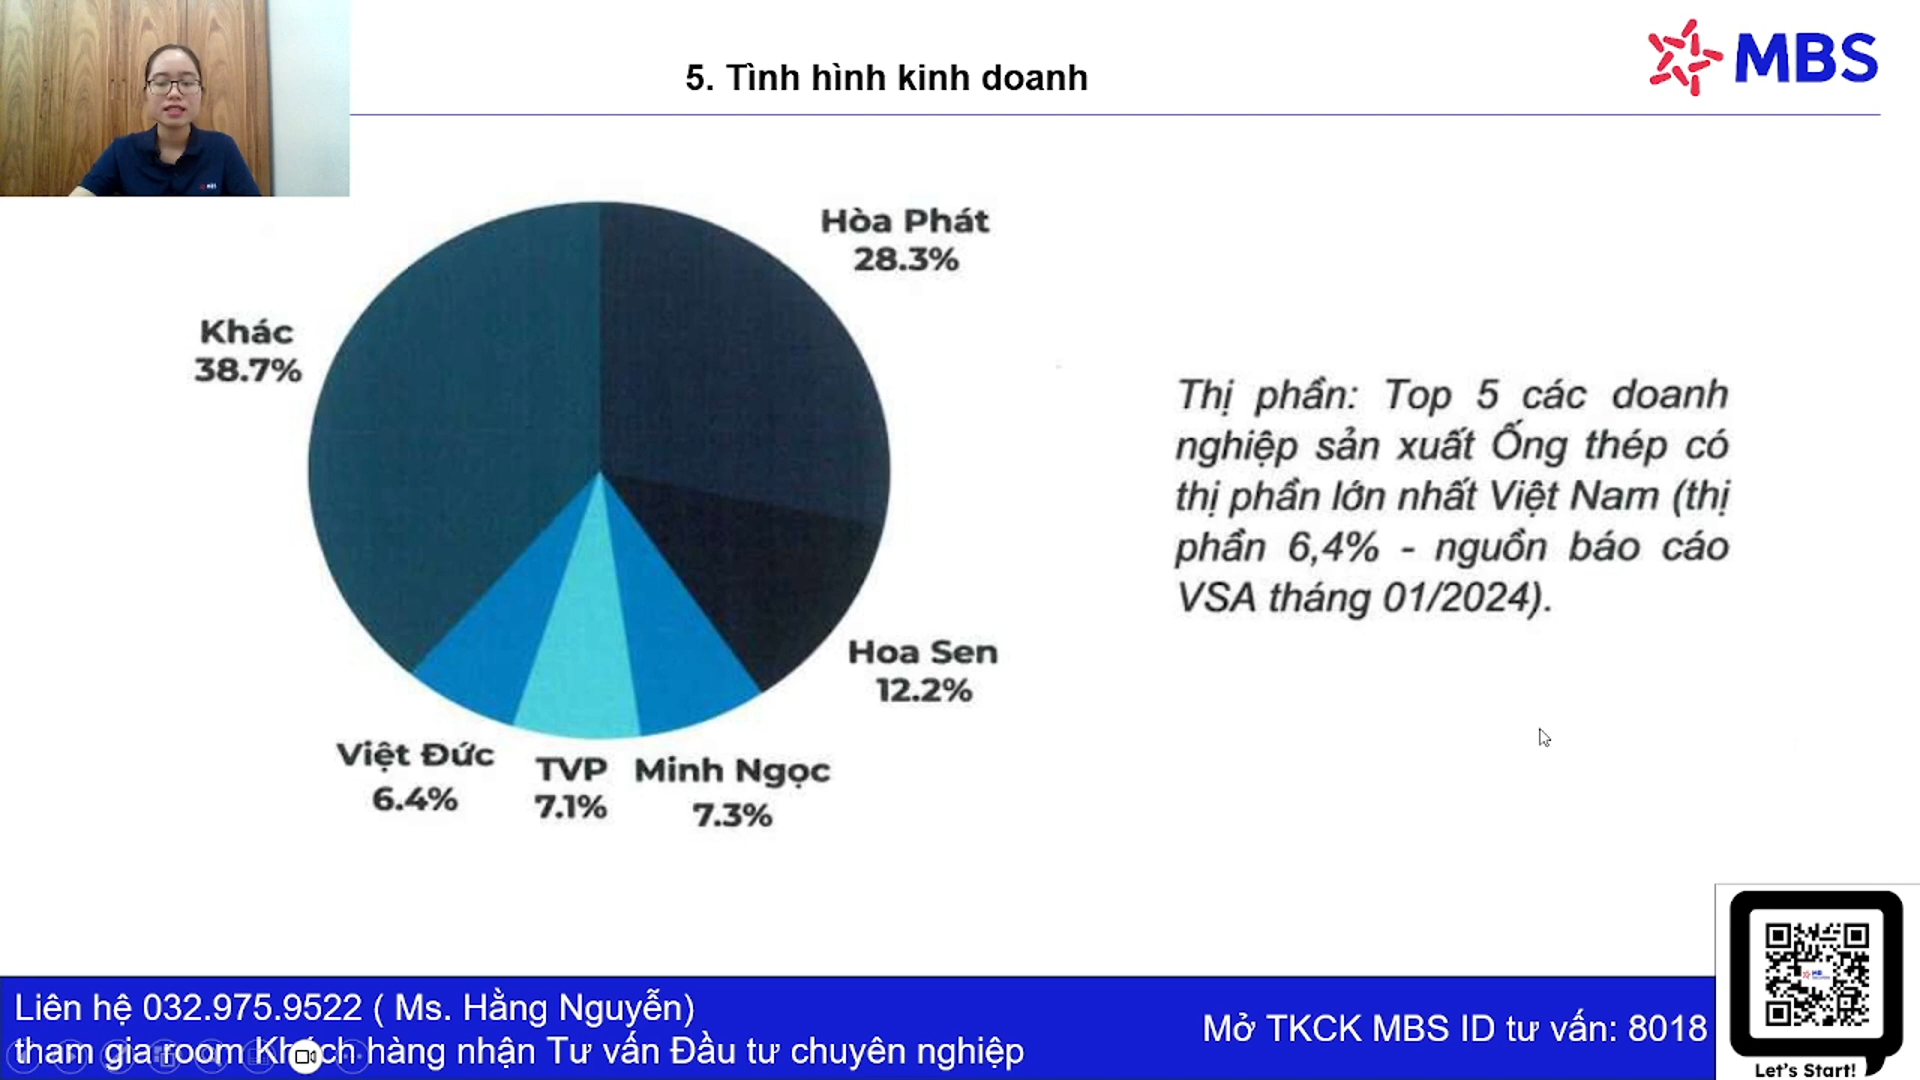 5. Tình hình kinh doanh
MBS
Hòa Phát
28.3%
Khác
38.7%
Hoa Sen
12.2%
Việt Đức
6.4%
TVP
7.1%
Minh Ngọc
7.3%
Thị phần: Top 5 các doanh
nghiệp sản xuất Ống thép có
thị phần lớn nhất Việt Nam (thị
phần 6,4% - nguồn báo cáo
VSA tháng 01/2024).
Liên hệ 032.975.9522 ( Ms. Hằng Nguyễn)
tham gia room Khách hàng nhận Tư vấn Đầu tư chuyên nghiệp
Mở TKCK MBS ID tư vấn: 8018
Let's Start!